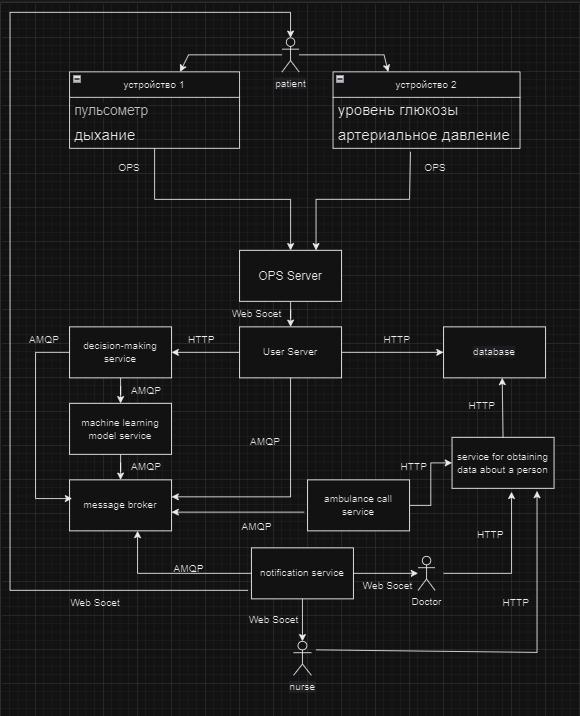 patient
устройство 1
пульсометр
дыхание
устройство 2
уровень глюкозы
артериальное давление
OPS
OPS
OPS Server
Web Socet
AMQP
decision-making
service
HTTP
User Server
HTTP
database
AMQP
machine learning
model service
AMQP
HTTP
AMQP
message broker
AMQP
ambulance call
service
HTTP
service for obtaining
data about a person
AMQP
notification service
Web Socet
Doctor
HTTP
Web Socet
Web Socet
HTTP
nurse